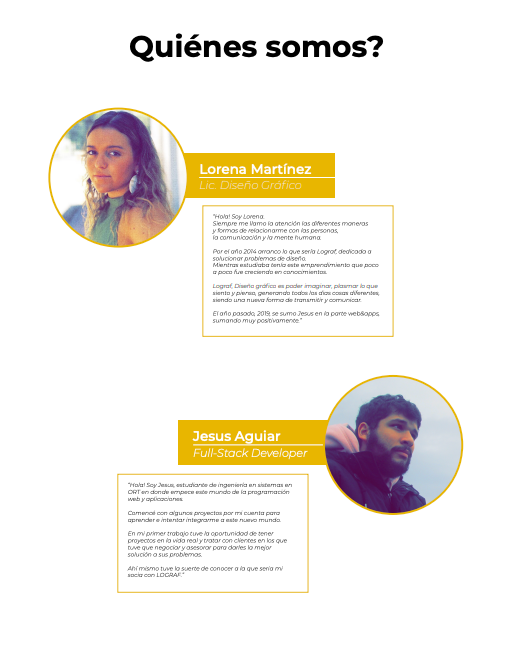 Quiénes somos?
Lorena Martínez
Lic. Diseño Gráfico
"Hola! Soy Lorena.
Siempre me llamo la atención las diferentes maneras
y formas de relacionarme con las personas,
la comunicación y la mente humana.
Por el año 2014 arranco lo que sería Lograf, dedicada a
solucionar problemas de diseño.
Mientras estudiaba tenía este emprendimiento que poco
a poco fue creciendo en conocimientos.
Lograf, Diseño gráfico es poder imaginar, plasmar lo que
siento y pienso, generando todos los días cosas diferentes,
siendo una nueva forma de transmitir y comunicar.
El año pasado, 2019, se sumo Jesus en la parte web&apps,
sumando muy positivamente."
Jesus Aguiar
Full-Stack Developer
"Hola! Soy Jesus, estudiante de ingeniería en sistemas en
ORT en donde empece este mundo de la programación
web y aplicaciones.
Comencé con algunos proyectos por mi cuenta para
aprender e intentar integrarme a este nuevo mundo.
En mi primer trabajo tuve la oportunidad de tener
proyectos en la vida real y tratar con clientes en los que
tuve que negociar y asesorar para darles la mejor
solución a sus problemas.
Ahí mismo tuve la suerte de conocer a la que seria mi
socia con LOGRAF."